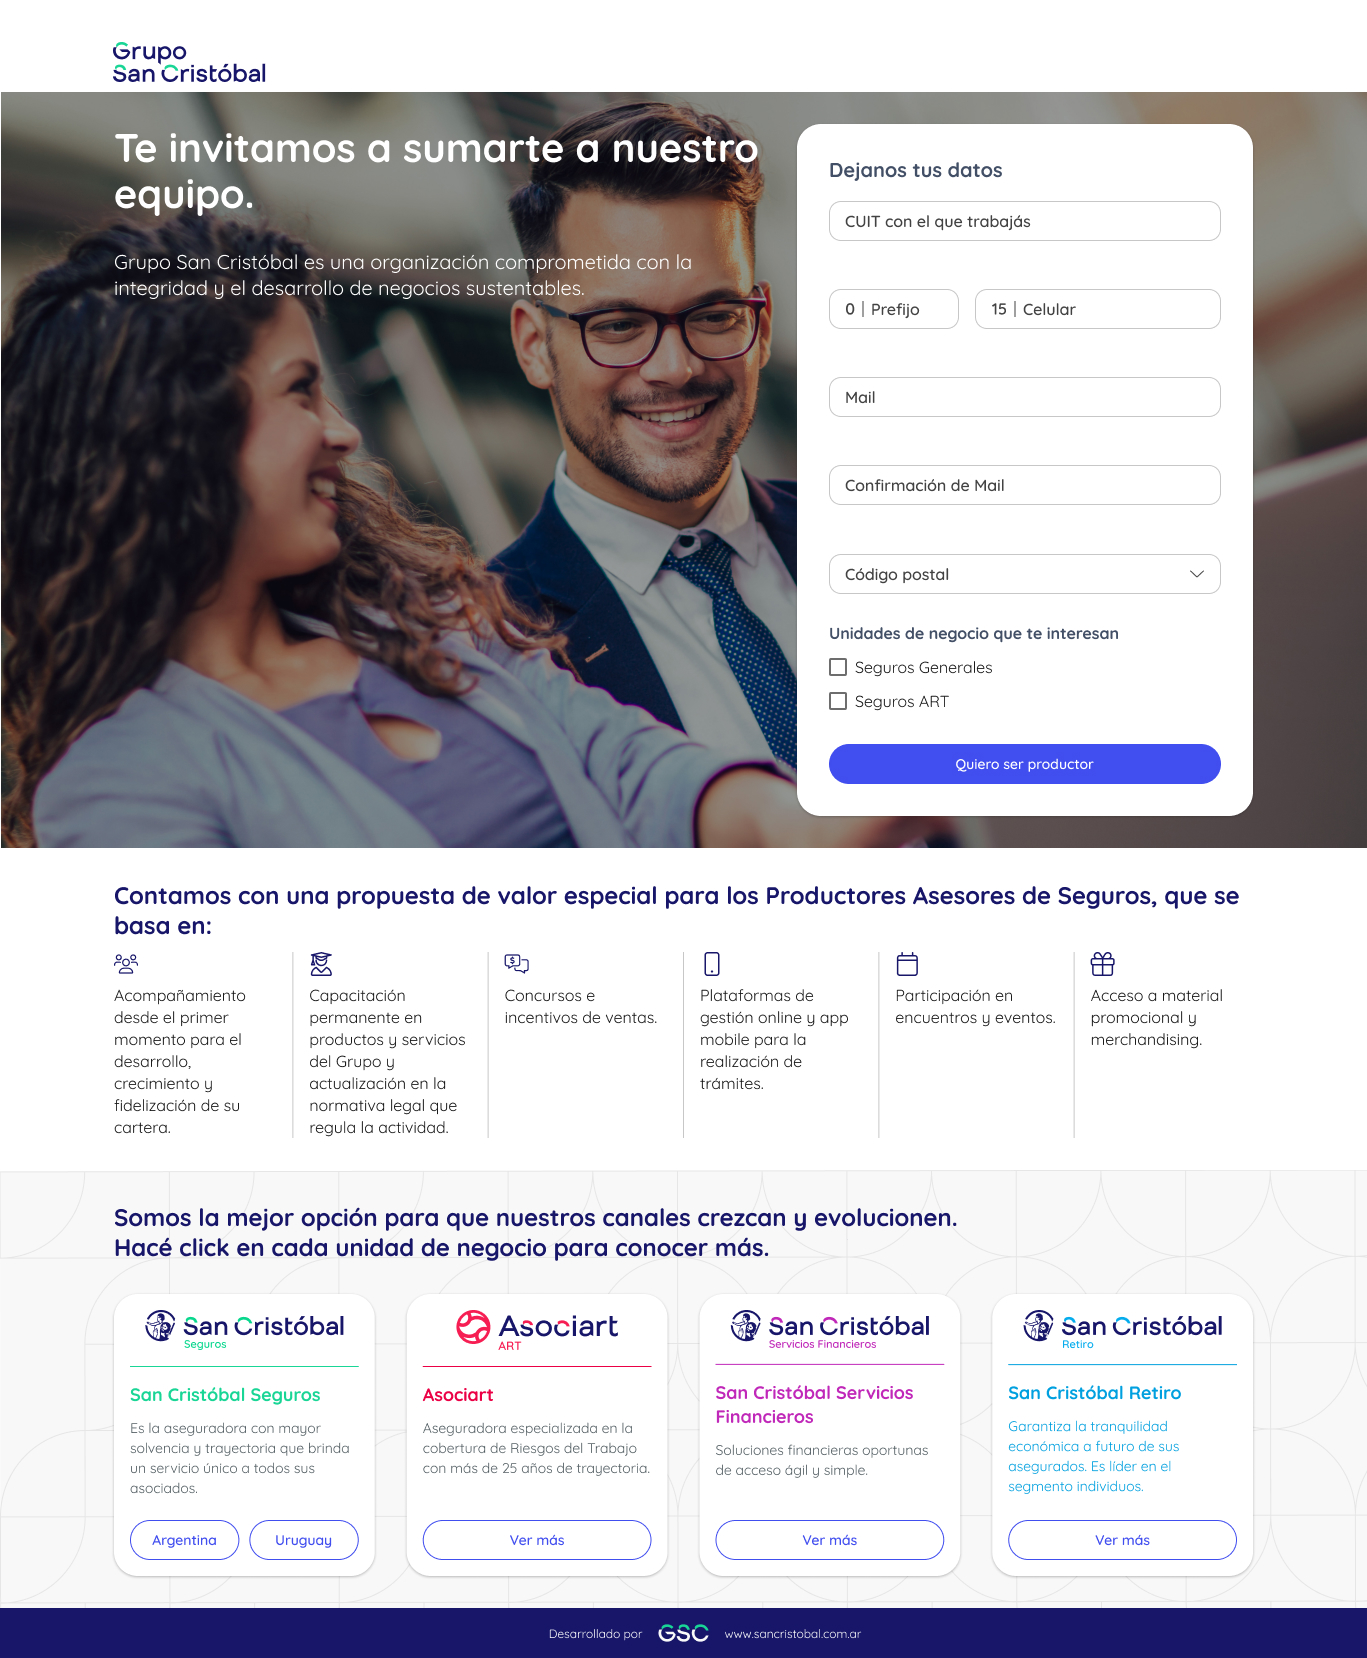 Grupo
San Cristóbal
Te invitamos a sumarte a nuestro
equipo.
Grupo San Cristóbal es una organización comprometida con la
integridad y el desarrollo de negocios sustentables.
Dejanos tus datos
CUIT con el que trabajás
0 | Prefijo
15 | Celular
Mail
Confirmación de Mail
Código postal
Unidades de negocio que te interesan
Seguros Generales
Seguros ART
Quiero ser productor
Contamos con una propuesta de valor especial para los Productores Asesores de Seguros, que se
basa en:
Acompañamiento
desde el primer
momento para el
desarrollo,
crecimiento y
fidelización de su
cartera.
Capacitación
permanente en
productos y servicios
del Grupo y
actualización en la
normativa legal que
regula la actividad.
Concursos e
incentivos de ventas.
Plataformas de
gestión online y app
mobile para la
realización de
trámites.
Participación en
encuentros y eventos.
Acceso a material
promocional y
merchandising.
Somos la mejor opción para que nuestros canales crezcan y evolucionen.
Hacé click en cada unidad de negocio para conocer más.
San Cristóbal
Seguros
San Cristóbal Seguros
Es la aseguradora con mayor
solvencia y trayectoria que brinda
un servicio único a todos sus
asociados.
Argentina
Uruguay
Asociart
ART
Asociart
Aseguradora especializada en la
cobertura de Riesgos del Trabajo
con más de 25 años de trayectoria.
Ver más
San Cristóbal
Servicios Financieros
San Cristóbal Servicios
Financieros
Soluciones financieras oportunas
de acceso ágil y simple.
Ver más
San Cristóbal
Retiro
San Cristóbal Retiro
Garantiza la tranquilidad
económica a futuro de sus
asegurados. Es líder en el
segmento individuos.
Ver más
Desarrollado por GSC www.sancristobal.com.ar